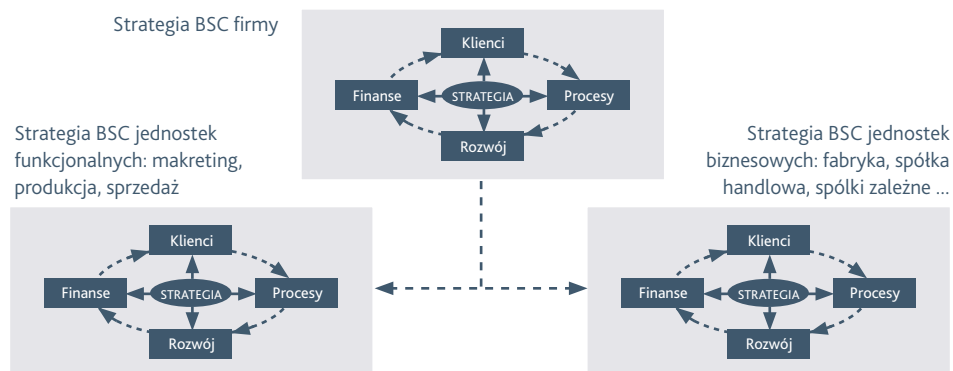 Strategia BSC firmy
Klienci
Finanse
STRATEGIA
Procesy
Rozwój
Strategia BSC jednostek
funkcjonalnych: makreting,
produkcja, sprzedaż
Strategia BSC jednostek
biznesowych: fabryka, spółka
handlowa, spólki zależne ...
Klienci
Finanse
STRATEGIA
Procesy
Rozwój
Klienci
Finanse
STRATEGIA
Procesy
Rozwój